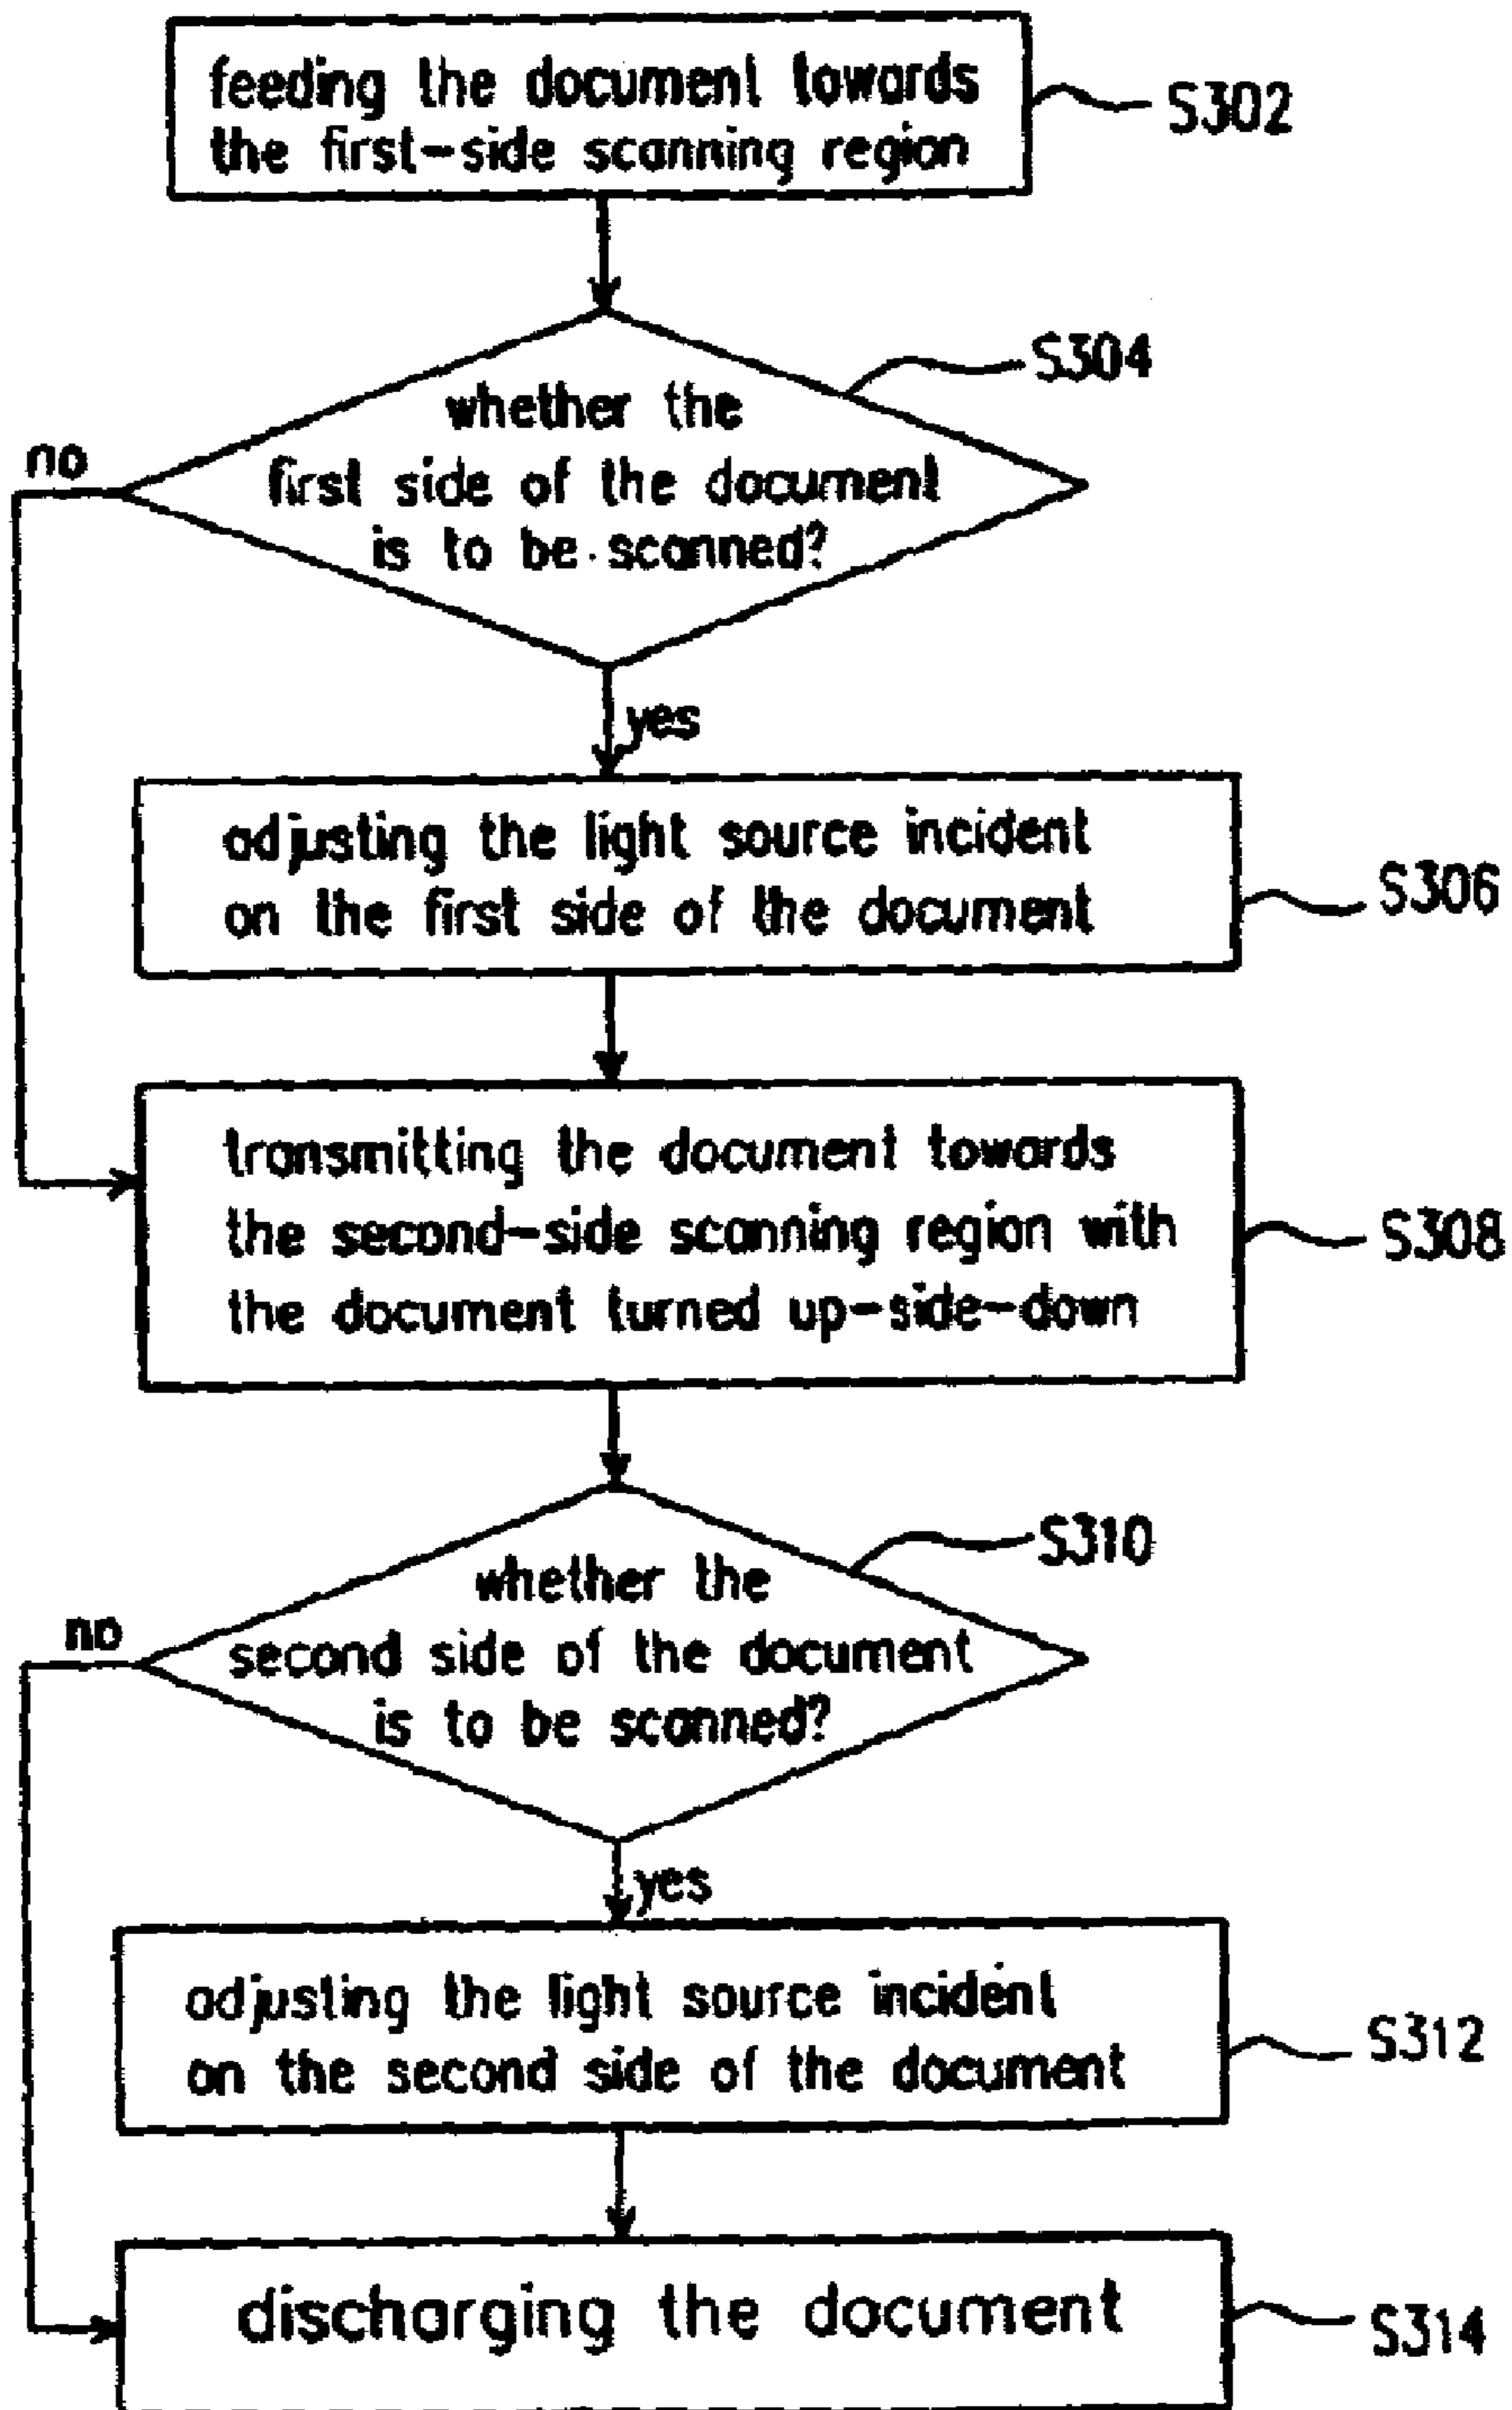 feeding the document towards
the first-side scanning region
S302
S304
whether the
first side of the document
is to be scanned?
no
yes
adjusting the light source incident
on the first side of the document
S306
transmitting the document towards
the second-side scanning region with
the document turned up-side-down
S308
S310
whether the
second side of the document
is to be scanned?
no
yes
adjusting the light source incident
on the second side of the document
S312
discharging the document
S314